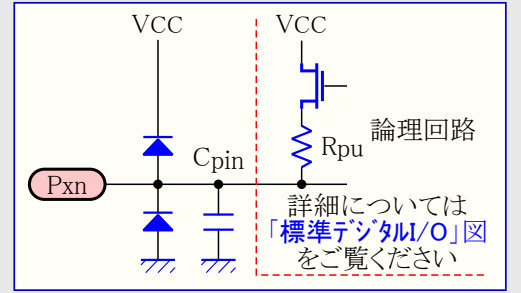 VCC VCC
論理回路
Cpin Rpu
Pxn
詳細については
「標準ﾃﾞｼﾞﾀﾙI/O」図
をご覧ください